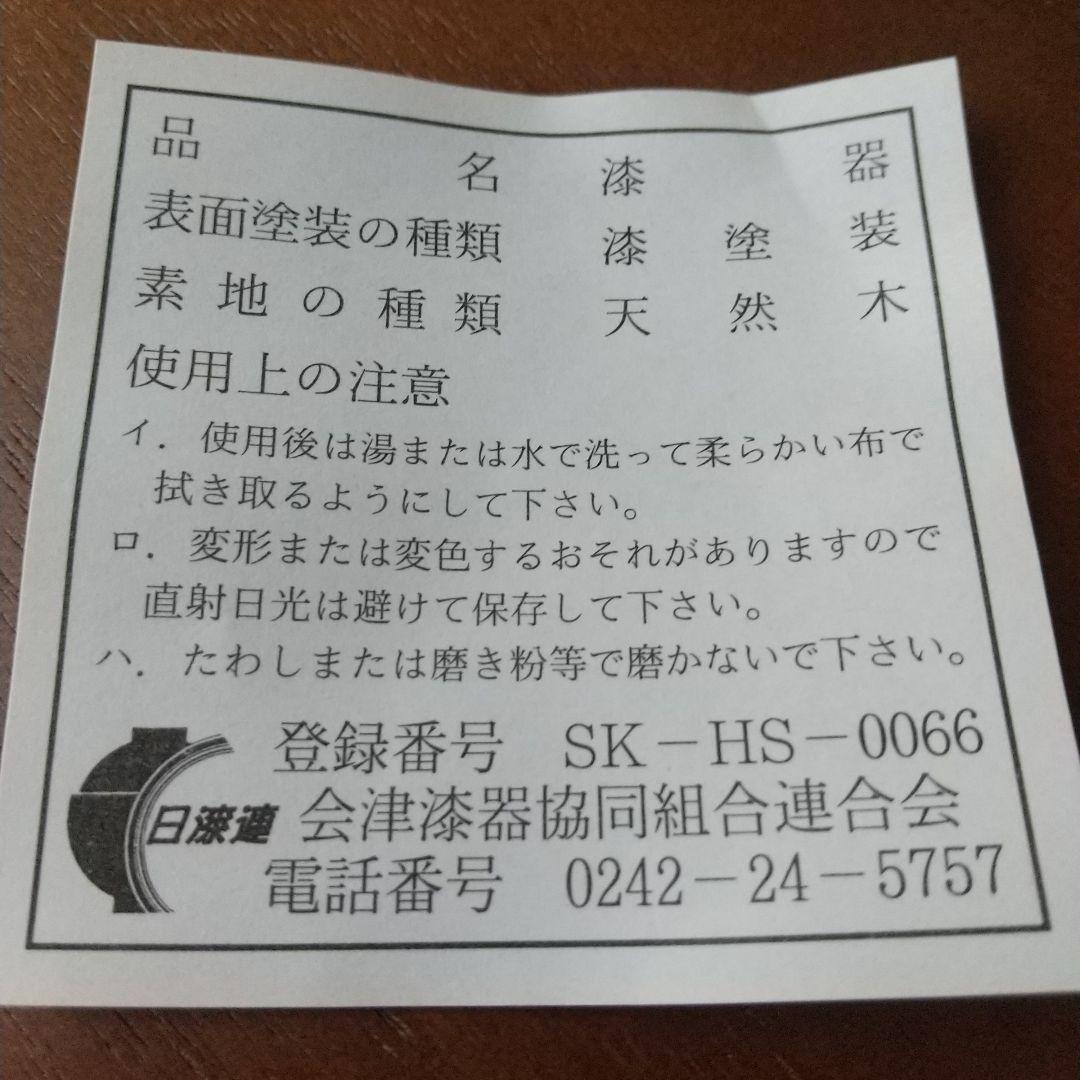 品名 漆器
表面塗装の種類 漆塗装
素地の種類 天然木
使用上の注意
イ．使用後は湯または水で洗って柔らかい布で
拭き取るようにして下さい。
ロ．変形または変色するおそれがありますので
直射日光は避けて保存して下さい。
ハ．たわしまたは磨き粉等で磨かないで下さい。
登録番号 SK－HS－0066
日漆連 会津漆器協同組合連合会
電話番号 0242－24－5757